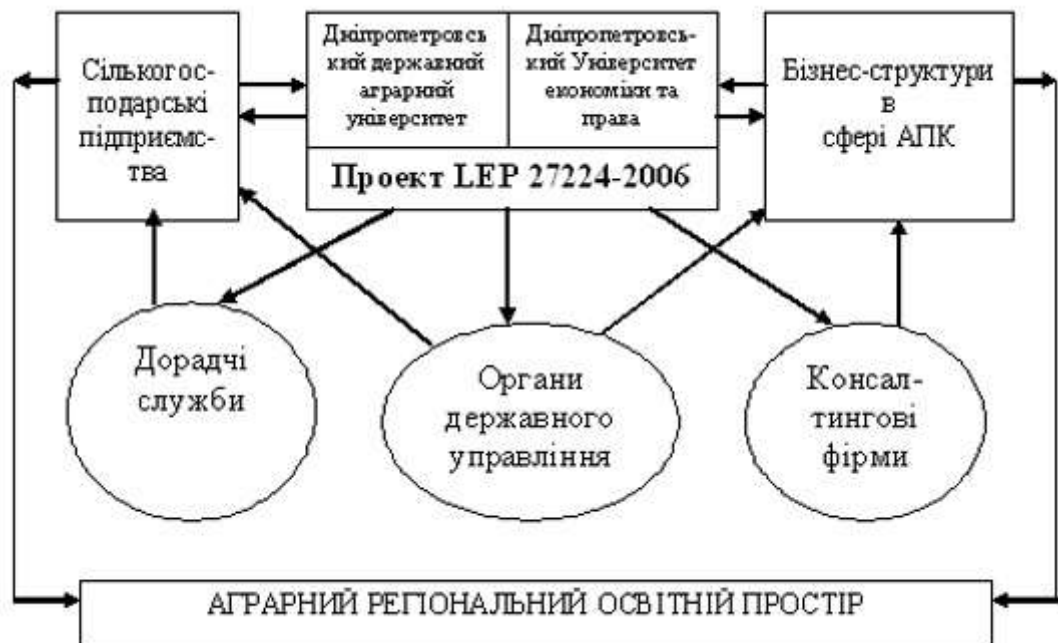 Сількогос-
подарські
підприємс-
тва
Дніпропетровсь
кий державний
аграрний
університет
Дніпропетровсь-
кий Університет
економіки та
права
Проект LEP 27224-2006
Бізнес-структури
в
сфері АПК
Дорадчі
служби
Органи
державного
управління
Консал-
тингові
фірми
АГРАРНИЙ РЕГІОНАЛЬНИЙ ОСВІТНІЙ ПРОСТІР